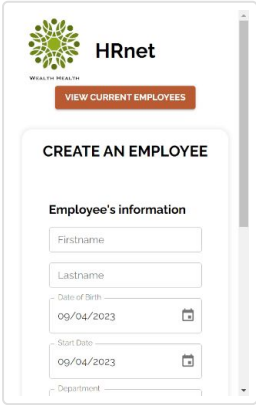 HRnet
WEALTH HEALTH
VIEW CURRENT EMPLOYEES
CREATE AN EMPLOYEE
Employee's information
Firstname
Lastname
Date of Birth
09/04/2023
Start Date
09/04/2023
Department